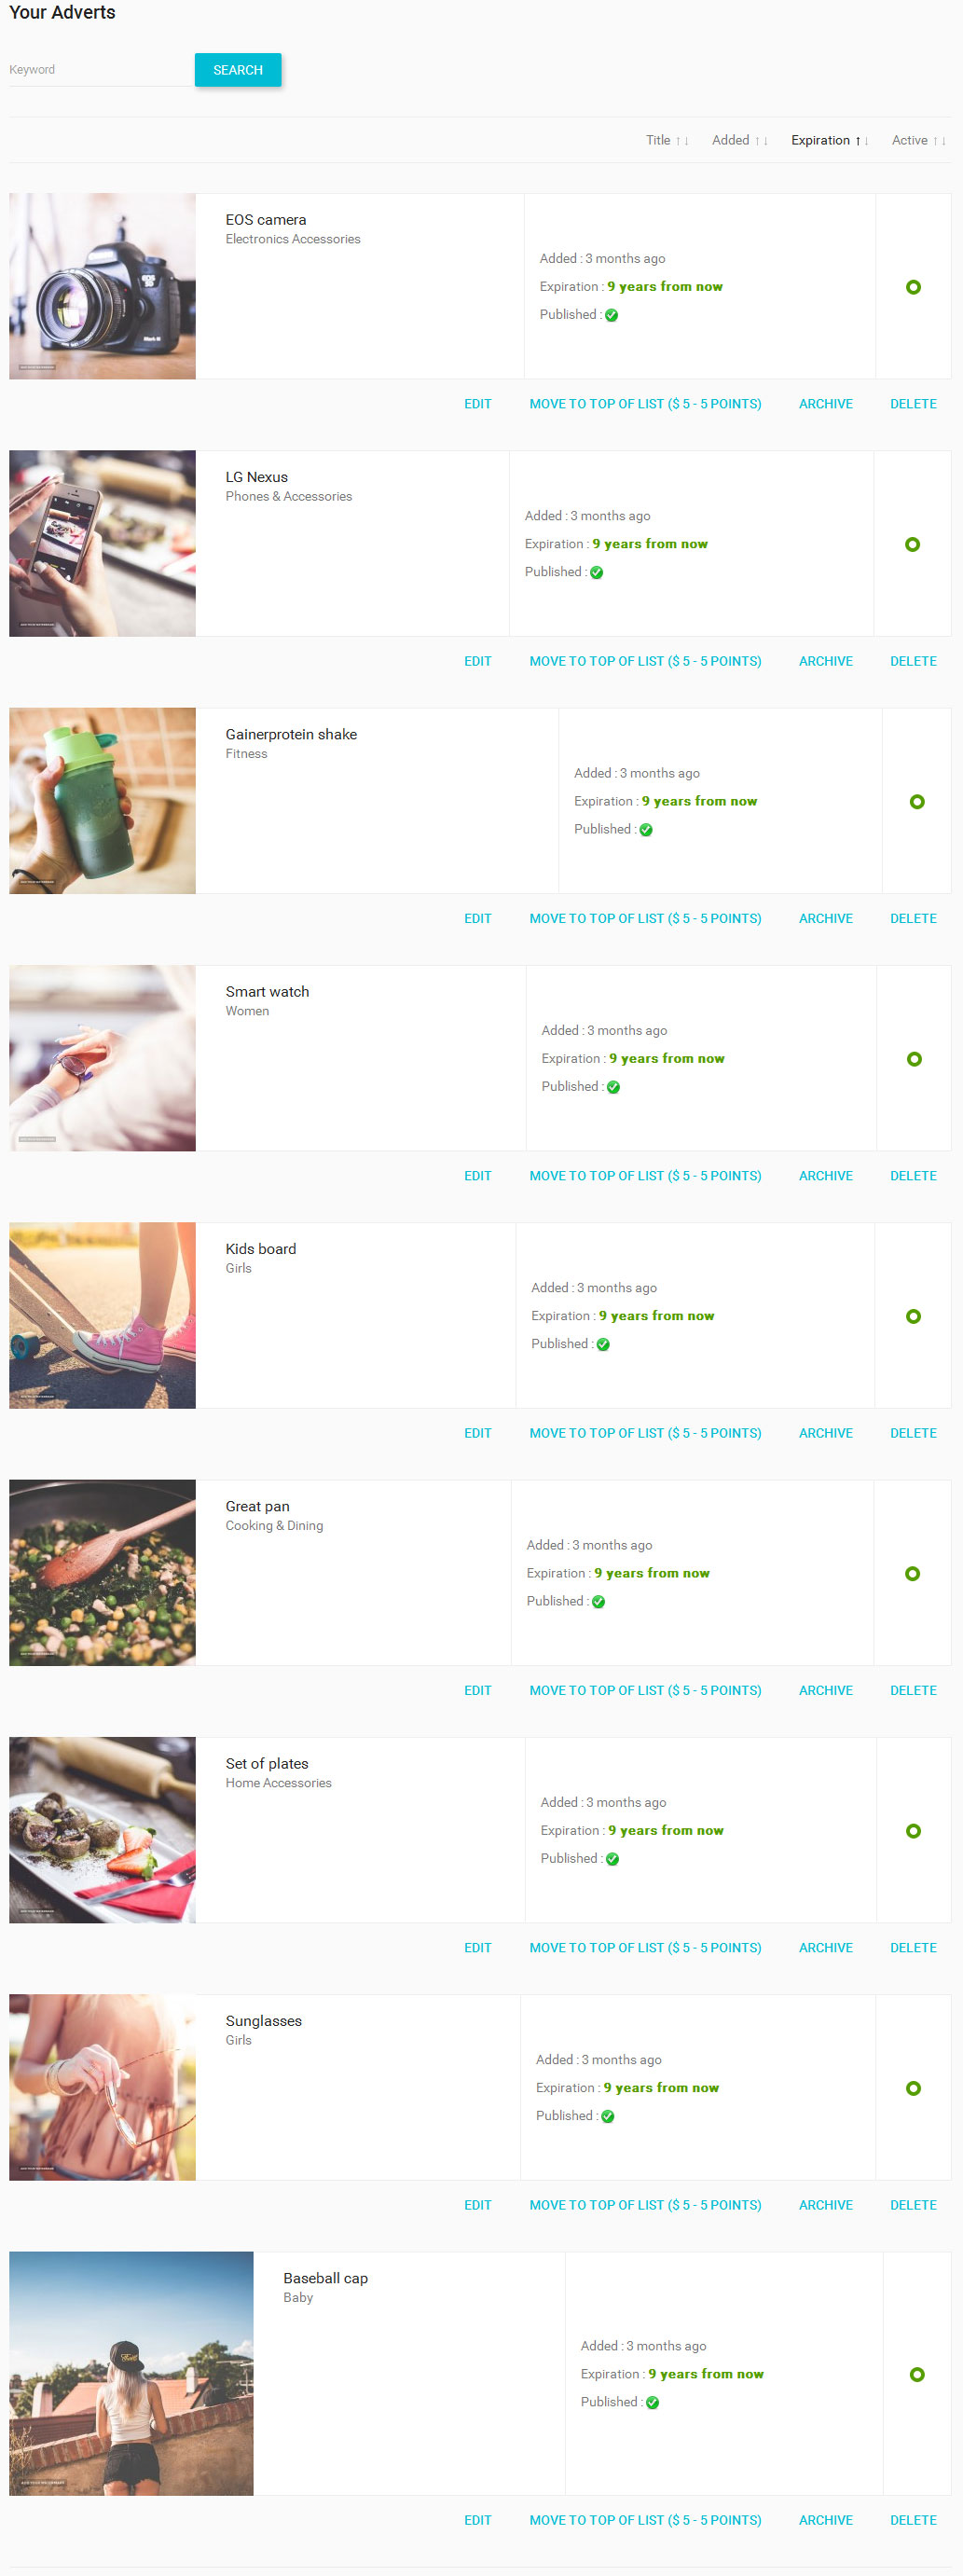 Your Adverts
Keyword
SEARCH
Title ↑↓ Added ↑↓ Expiration ↑↓ Active ↑↓
EOS camera
Electronics Accessories
Added : 3 months ago
Expiration : 9 years from now
Published :
EDIT MOVE TO TOP OF LIST ($ 5 - 5 POINTS) ARCHIVE DELETE
LG Nexus
Phones & Accessories
Added : 3 months ago
Expiration : 9 years from now
Published :
EDIT MOVE TO TOP OF LIST ($ 5 - 5 POINTS) ARCHIVE DELETE
Gainerprotein shake
Fitness
Added : 3 months ago
Expiration : 9 years from now
Published :
EDIT MOVE TO TOP OF LIST ($ 5 - 5 POINTS) ARCHIVE DELETE
Smart watch
Women
Added : 3 months ago
Expiration : 9 years from now
Published :
EDIT MOVE TO TOP OF LIST ($ 5 - 5 POINTS) ARCHIVE DELETE
Kids board
Girls
Added : 3 months ago
Expiration : 9 years from now
Published :
EDIT MOVE TO TOP OF LIST ($ 5 - 5 POINTS) ARCHIVE DELETE
Great pan
Cooking & Dining
Added : 3 months ago
Expiration : 9 years from now
Published :
EDIT MOVE TO TOP OF LIST ($ 5 - 5 POINTS) ARCHIVE DELETE
Set of plates
Home Accessories
Added : 3 months ago
Expiration : 9 years from now
Published :
EDIT MOVE TO TOP OF LIST ($ 5 - 5 POINTS) ARCHIVE DELETE
Sunglasses
Girls
Added : 3 months ago
Expiration : 9 years from now
Published :
EDIT MOVE TO TOP OF LIST ($ 5 - 5 POINTS) ARCHIVE DELETE
Baseball cap
Baby
Added : 3 months ago
Expiration : 9 years from now
Published :
EDIT MOVE TO TOP OF LIST ($ 5 - 5 POINTS) ARCHIVE DELETE